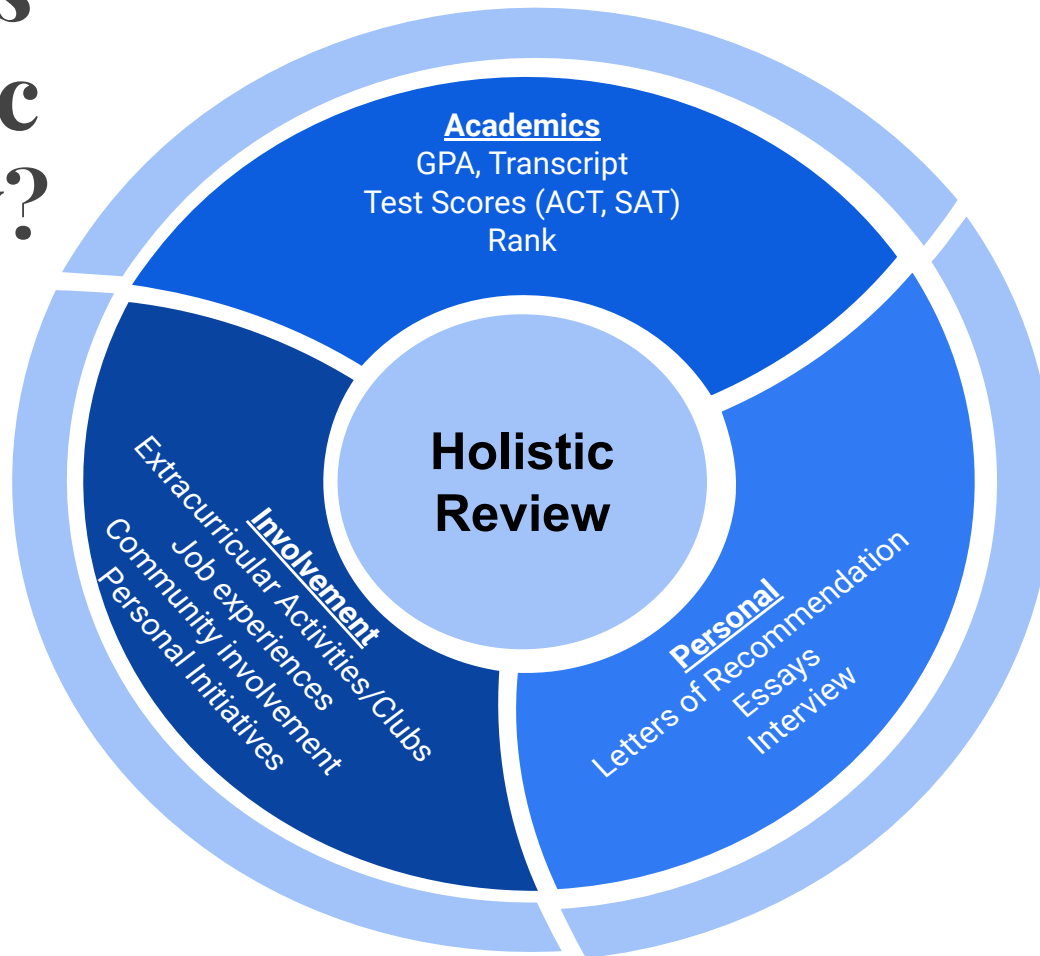 s
c
?
Academics
GPA, Transcript
Test Scores (ACT, SAT)
Rank
Holistic
Review
Involvement
Extracurricular Activities/Clubs
Job experiences
Community involvement
Personal Initiatives
Personal
Letters of Recommendation
Essays
Interview